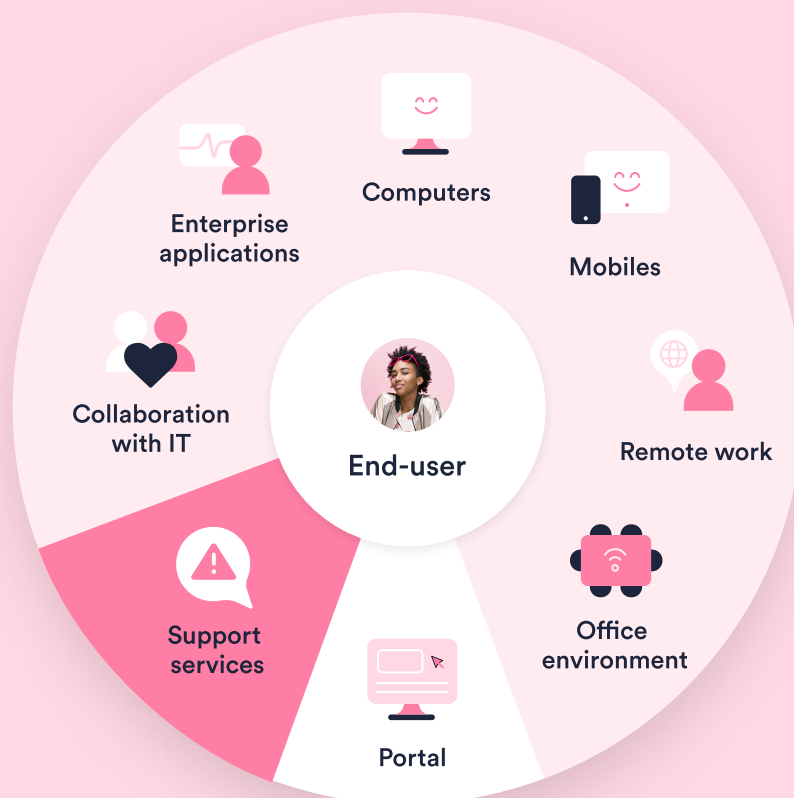 Computers
Enterprise
applications
Mobiles
Collaboration
with IT
End-user
Remote work
Support
services
Office
environment
Portal